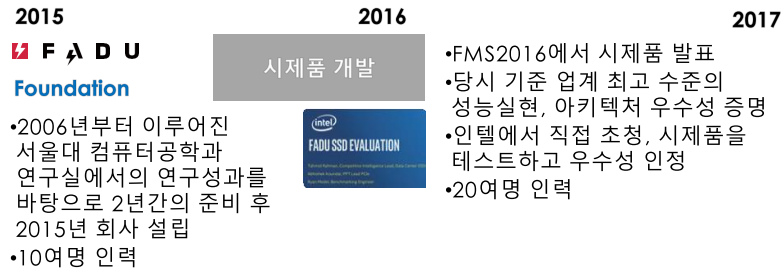 2015
2016
2017
FADU
Foundation
•2006년부터 이루어진
서울대 컴퓨터공학과
연구실에서의 연구성과를
바탕으로 2년간의 준비 후
2015년 회사 설립
•10여명 인력
시제품 개발
intel
FADU SSD EVALUATION
•FMS2016에서 시제품 발표
•당시 기준 업계 최고 수준의
성능실현, 아키텍처 우수성 증명
•인텔에서 직접 초청, 시제품을
테스트하고 우수성 인정
•20여명 인력